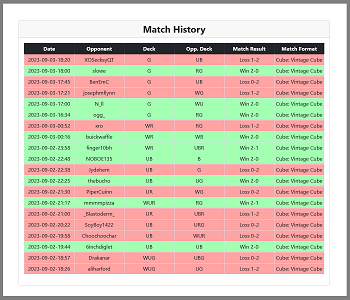 Match History
Date Opponent Deck Opp. Deck Match Result Match Format
2023-09-03-18:20 XOSecksyQT G UB Loss 1-2 Cube: Vintage Cube
2023-09-03-18:00 slowe G RG Win 2-0 Cube: Vintage Cube
2023-09-03-17:45 BenEmC G UB Loss 0-2 Cube: Vintage Cube
2023-09-03-17:21 josephmflynn G WG Loss 1-2 Cube: Vintage Cube
2023-09-03-17:00 N_ll G WU Win 2-0 Cube: Vintage Cube
2023-09-03-16:34 ogg_ G RG Win 2-0 Cube: Vintage Cube
2023-09-03-00:52 xro WR RG Loss 1-2 Cube: Vintage Cube
2023-09-03-00:16 buickwaffle WR WB Win 2-0 Cube: Vintage Cube
2023-09-02-23:58 finger10bh WR UBR Win 2-1 Cube: Vintage Cube
2023-09-02-22:48 NOBOE135 UB B Win 2-0 Cube: Vintage Cube
2023-09-02-22:38 Jydehem UB G Loss 0-2 Cube: Vintage Cube
2023-09-02-22:25 thebucho UB UG Win 2-0 Cube: Vintage Cube
2023-09-02-21:30 PiperCuinn UR WG Loss 0-2 Cube: Vintage Cube
2023-09-02-21:17 mmmmpizza WUR RG Win 2-1 Cube: Vintage Cube
2023-09-02-21:00 _Blastoderm_ UR UBR Loss 1-2 Cube: Vintage Cube
2023-09-02-20:22 SoyBoy1422 UB URG Loss 0-2 Cube: Vintage Cube
2023-09-02-19:58 Choochoochar UB WUR Loss 0-2 Cube: Vintage Cube
2023-09-02-19:44 6inchdiglet UB UB Win 2-0 Cube: Vintage Cube
2023-09-02-18:57 Drakanar WUG UBG Loss 0-2 Cube: Vintage Cube
2023-09-02-18:26 aliharford WUG UG Loss 1-2 Cube: Vintage Cube